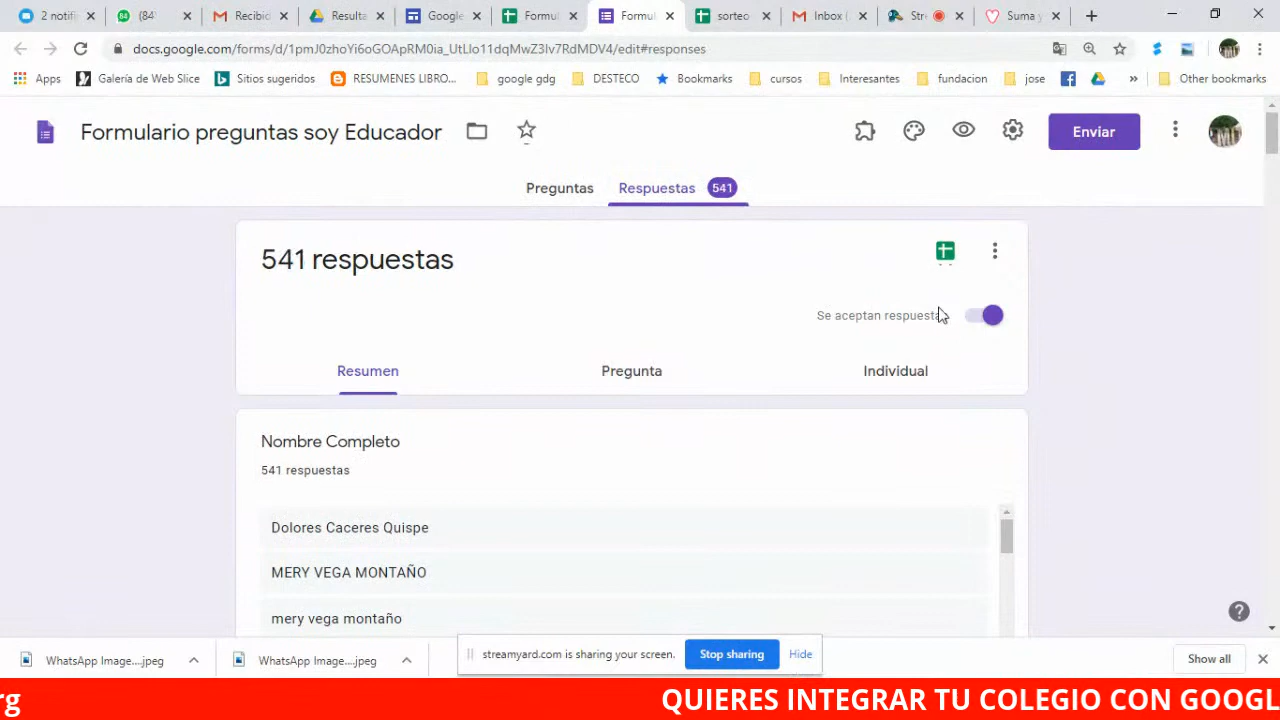 2 notifi
(84)
Recibio
Resulta
Google
Formul
Formul
sorteo
Inbox (
Stre
Suma y
docs.google.com/forms/d/1pmJ0zhoYi6oGOApRM0ia_UtLlo11dqMwZ3Iv7RdMDV4/edit#responses
Apps
Galería de Web Slice
Sitios sugeridos
RESUMENES LIBRO...
google gdg
DESTECO
Bookmarks
cursos
Interesantes
fundacion
jose
»
Other bookmarks
Formulario preguntas soy Educador
Enviar
Preguntas
Respuestas 541
541 respuestas
Se aceptan respuesta
Resumen
Pregunta
Individual
Nombre Completo
541 respuestas
Dolores Caceres Quispe
MERY VEGA MONTAÑO
mery vega montaño
WhatsApp Image....jpeg
WhatsApp Image....jpeg
streamyard.com is sharing your screen.
Stop sharing
Hide
Show all
rg
QUIERES INTEGRAR TU COLEGIO CON GOOGL